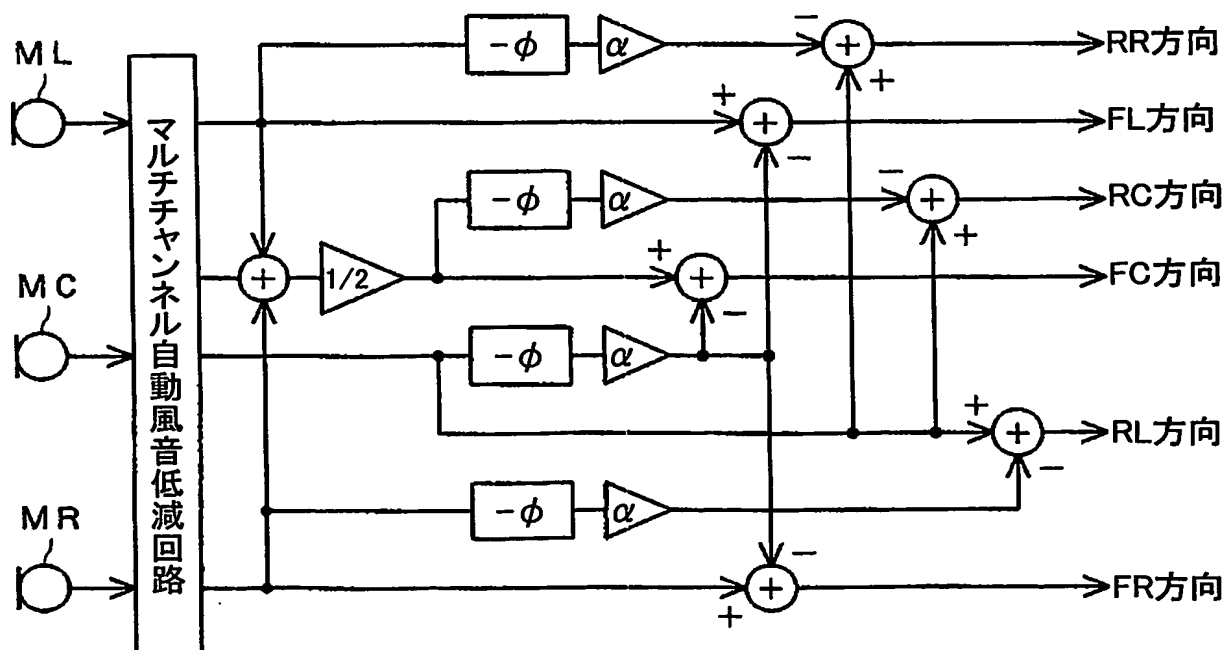 ML
MC
MR
マルチチャンネル自動風音低減回路
-φ
α
-
+
+
RR方向
+
+
-
FL方向
-φ
α
-
+
+
RC方向
+
1/2
+
+
-
FC方向
-φ
α
+
+
-
RL方向
-φ
α
-
+
+
FR方向